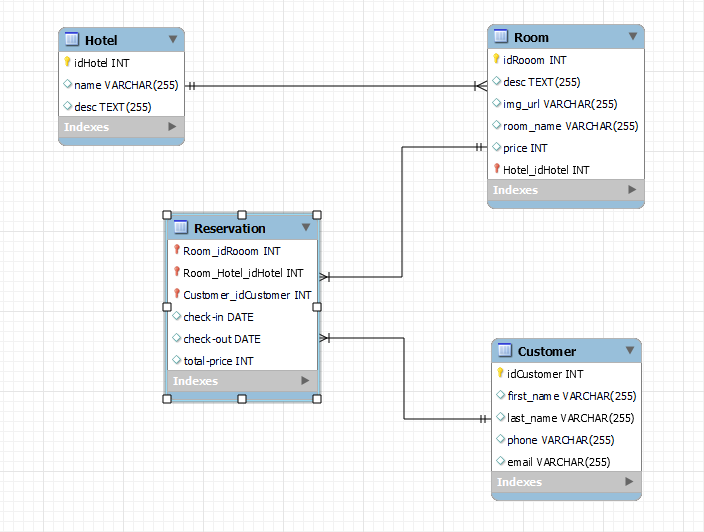 Hotel
idHotel INT
name VARCHAR(255)
desc TEXT(255)
Indexes
Room
idRooom INT
desc TEXT(255)
img_url VARCHAR(255)
room_name VARCHAR(255)
price INT
Hotel_idHotel INT
Indexes
Reservation
Room_idRooom INT
Room_Hotel_idHotel INT
Customer_idCustomer INT
check-in DATE
check-out DATE
total-price INT
Indexes
Customer
idCustomer INT
first_name VARCHAR(255)
last_name VARCHAR(255)
phone VARCHAR(255)
email VARCHAR(255)
Indexes